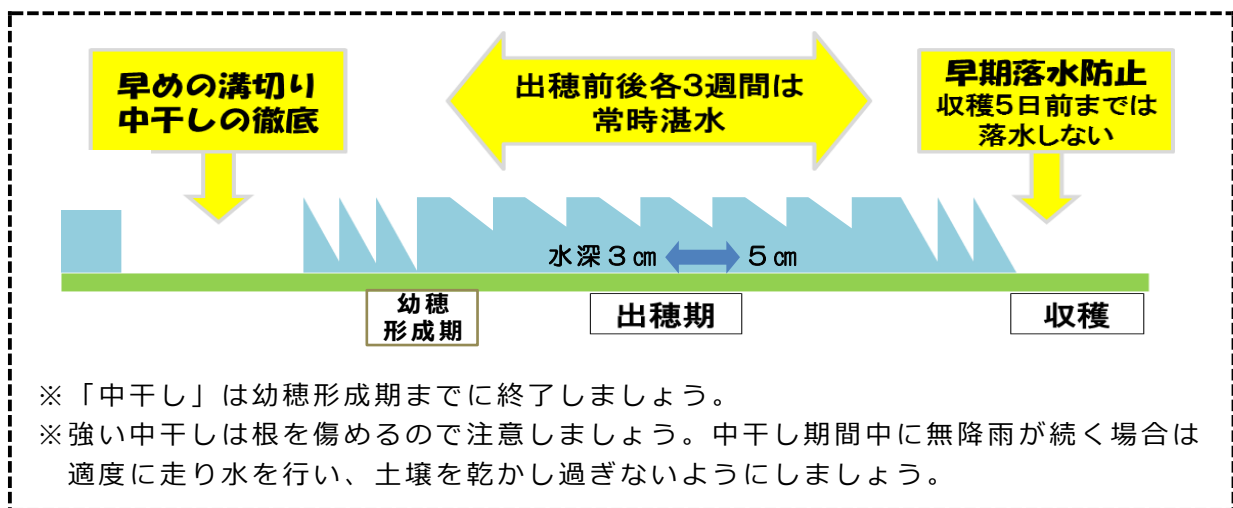 早めの溝切り
中干しの徹底
出穂前後各3週間は
常時湛水
早期落水防止
収穫5日前までは
落水しない
水深3㎝
5㎝
幼穂
形成期
出穂期
収穫
※「中干し」は幼穂形成期までに終了しましょう。
※強い中干しは根を傷めるので注意しましょう。中干し期間中に無降雨が続く場合は
適度に走り水を行い、土壌を乾かし過ぎないようにしましょう。